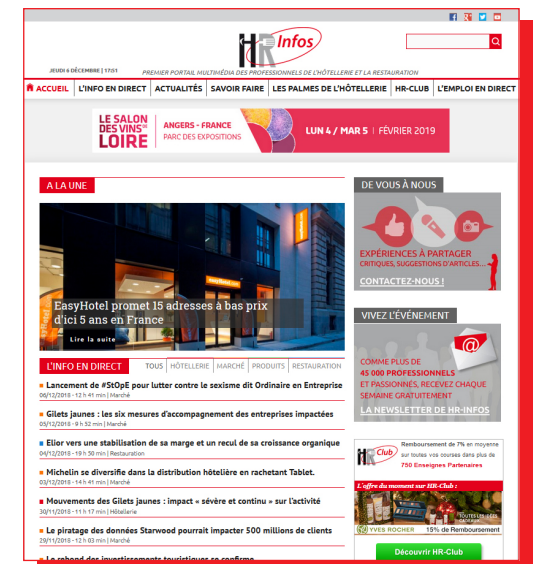 HR Infos
JEUDI 6 DÉCEMBRE | 17:51
PREMIER PORTAIL MULTIMÉDIA DES PROFESSIONNELS DE L'HÔTELLERIE ET LA RESTAURATION
ACCUEIL
L'INFO EN DIRECT
ACTUALITÉS
SAVOIR FAIRE
LES PALMES DE L'HÔTELLERIE
HR-CLUB
L'EMPLOI EN DIRECT
LE SALON
DES VINS DE
LOIRE
ANGERS - FRANCE
PARC DES EXPOSITIONS
LUN 4 / MAR 5 | FÉVRIER 2019
A LA UNE
EasyHotel promet 15 adresses à bas prix
d'ici 5 ans en France
Lire la suite
L'INFO EN DIRECT
TOUS
HÔTELLERIE
MARCHÉ
PRODUITS
RESTAURATION
Lancement de #StOpE pour lutter contre le sexisme dit Ordinaire en Entreprise
06/12/2018 - 12 h 41 min | Marché
Gilets jaunes : les six mesures d'accompagnement des entreprises impactées
05/12/2018 - 9 h 32 min | Marché
Elior vers une stabilisation de sa marge et un recul de sa croissance organique
04/12/2018 - 19 h 30 min | Restauration
Michelin se diversifie dans la distribution hôtelière en rachetant Tablet.
03/12/2018 - 14 h 41 min | Marché
Mouvements des Gilets jaunes : impact « sévère et continu » sur l'activité
30/11/2018 - 11 h 17 min | Hôtellerie
Le piratage des données Starwood pourrait impacter 500 millions de clients
29/11/2018 - 12 h 03 min | Marché
Le rebond des investissements touristiques se confirme
DE VOUS À NOUS
EXPÉRIENCES À PARTAGER
CRITIQUES, SUGGESTIONS D'ARTICLES...
CONTACTEZ-NOUS !
VIVEZ L'ÉVÉNEMENT
@
COMME PLUS DE
45 000 PROFESSIONNELS
ET PASSIONNÉS, RECEVEZ CHAQUE
SEMAINE GRATUITEMENT
LA NEWSLETTER DE HR-INFOS
HR Club
Remboursement de 7% en moyenne
sur toutes vos courses dans plus de
750 Enseignes Partenaires
L'offre du moment sur HR-Club :
TOUTES LES IDÉES
CADEAUX
YVES ROCHER
15% de Remboursement
Découvrir HR-Club